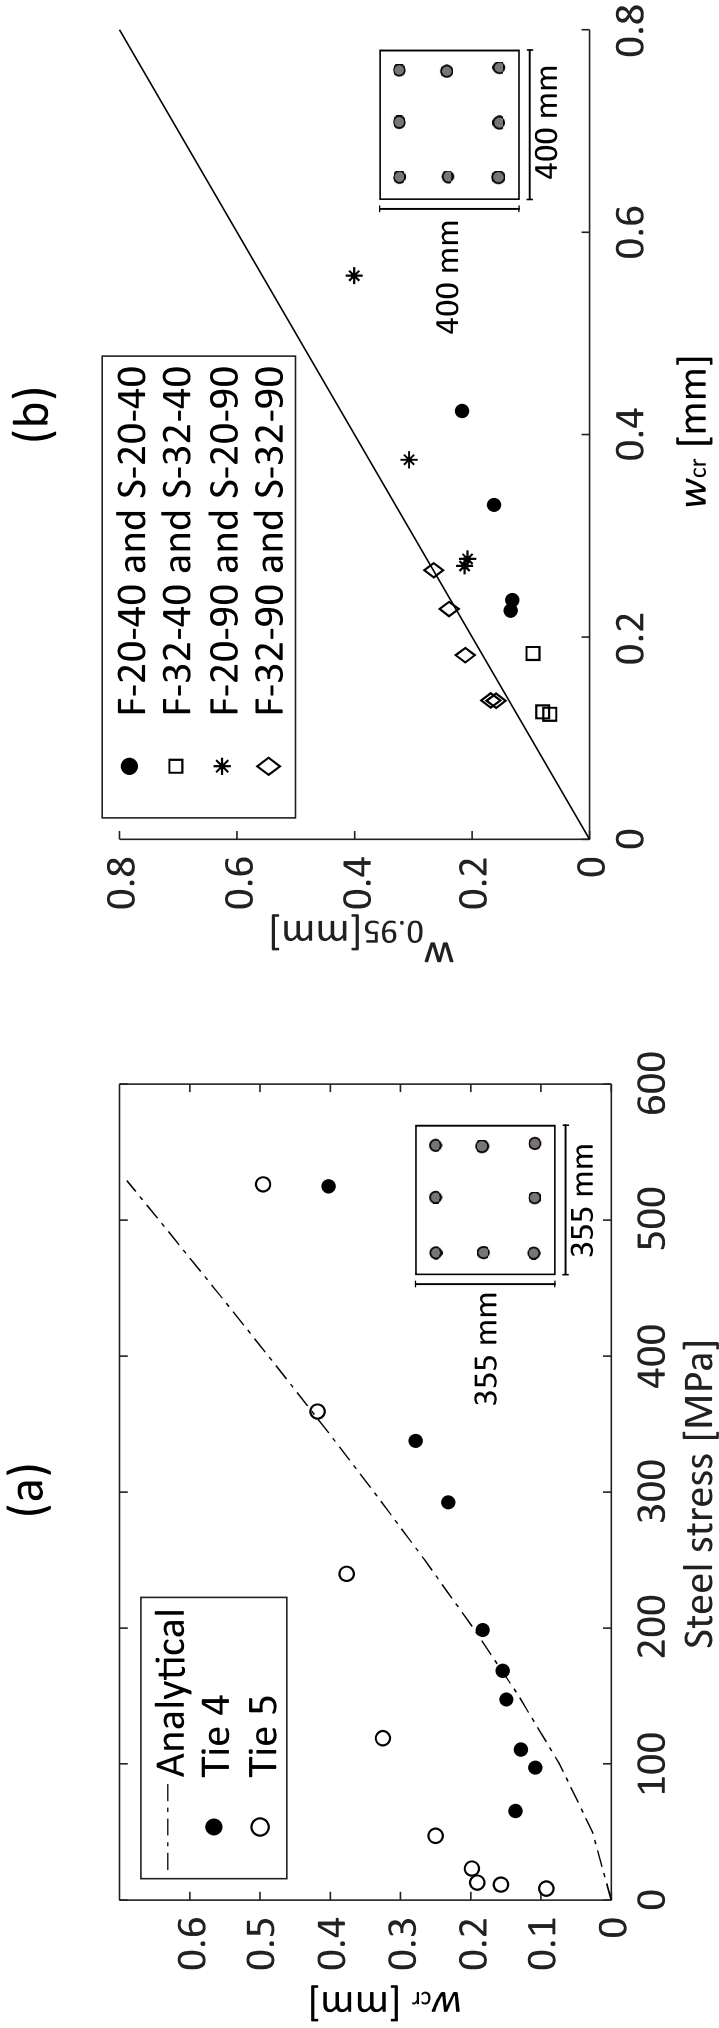 (a)
w cr [mm]
0.6
0.5
0.4
0.3
0.2
0.1
0
Analytical
Tie 4
Tie 5
355 mm
355 mm
0 100 200 300 400 500 600
Steel stress [MPa]
(b)
w0.95[mm]
0.8
0.6
0.4
0.2
0
F-20-40 and S-20-40
F-32-40 and S-32-40
F-20-90 and S-20-90
F-32-90 and S-32-90
400 mm
400 mm
0 0.2 0.4 0.6 0.8
wcr [mm]